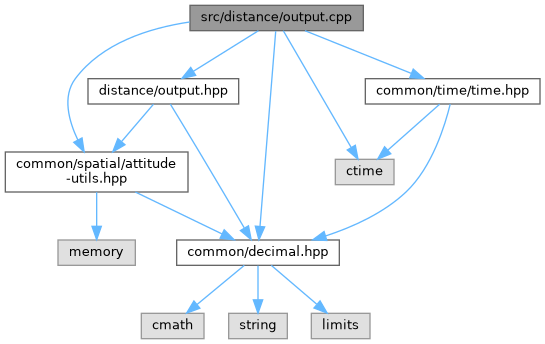 src/distance/output.cpp
distance/output.hpp
common/time/time.hpp
common/spatial/attitude
-utils.hpp
ctime
memory
common/decimal.hpp
cmath
string
limits